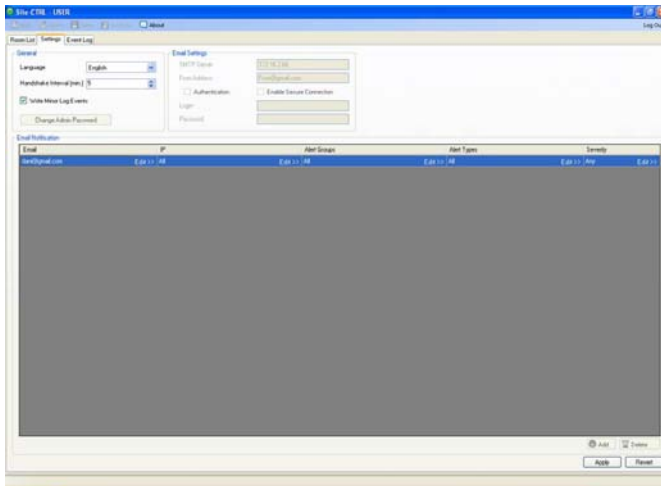 Site CTRL - USER
About
Log Ou
Room List Settings Event Log
General
Email Settings
Language English
SMTP Server
Handshake Interval (min.) 5
From Address
Authentication Enable Secure Connection
Write Minor Log Events
Login
Change Admin Password
Password
Email Notification
Email IP Alert Groups Alert Types Severity
Edit >> All Edit >> All Edit >> All Edit >> Any Edit >>
Add Delete
Apply Revert